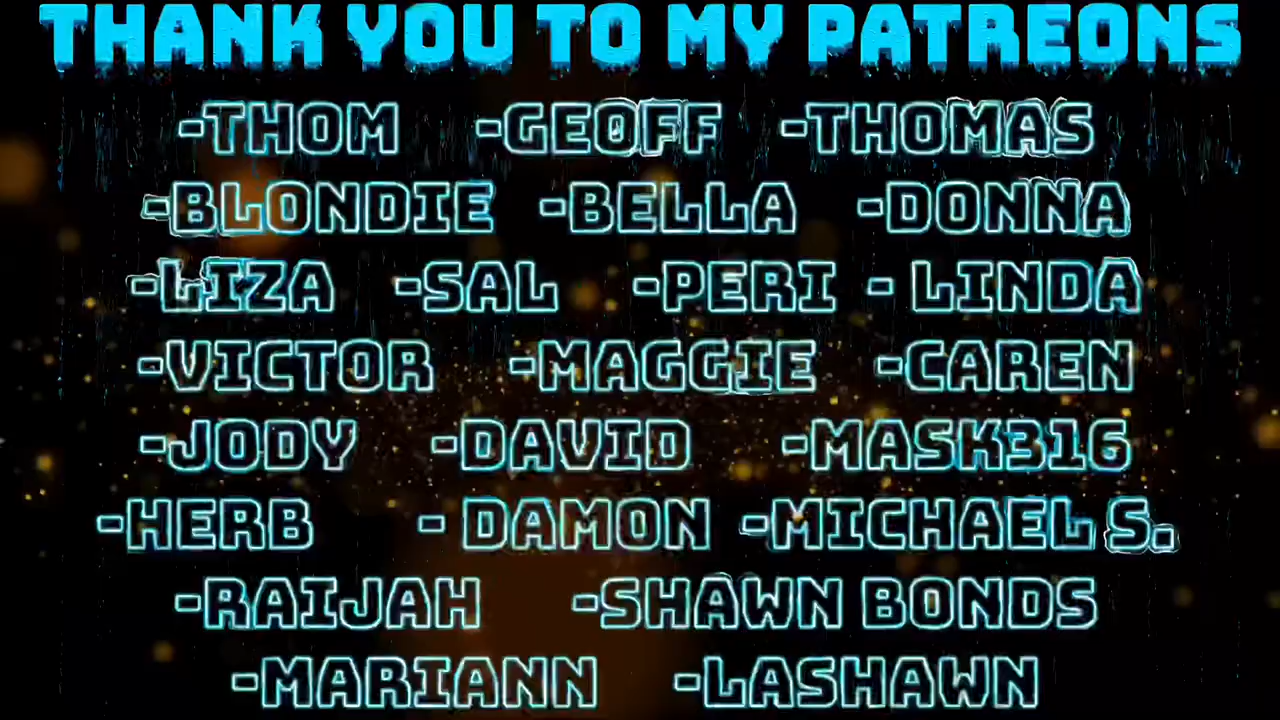 THANK YOU TO MY PATREONS
-THOM -GEOFF -THOMAS
-BLONDIE -BELLA -DONNA
-LIZA -SAL -PERI - LINDA
-VICTOR -MAGGIE -CAREN
-JODY -DAVID -MASK316
-HERB - DAMON -MICHAEL S.
-RAIJAH -SHAWN BONDS
-MARIANN -LASHAWN